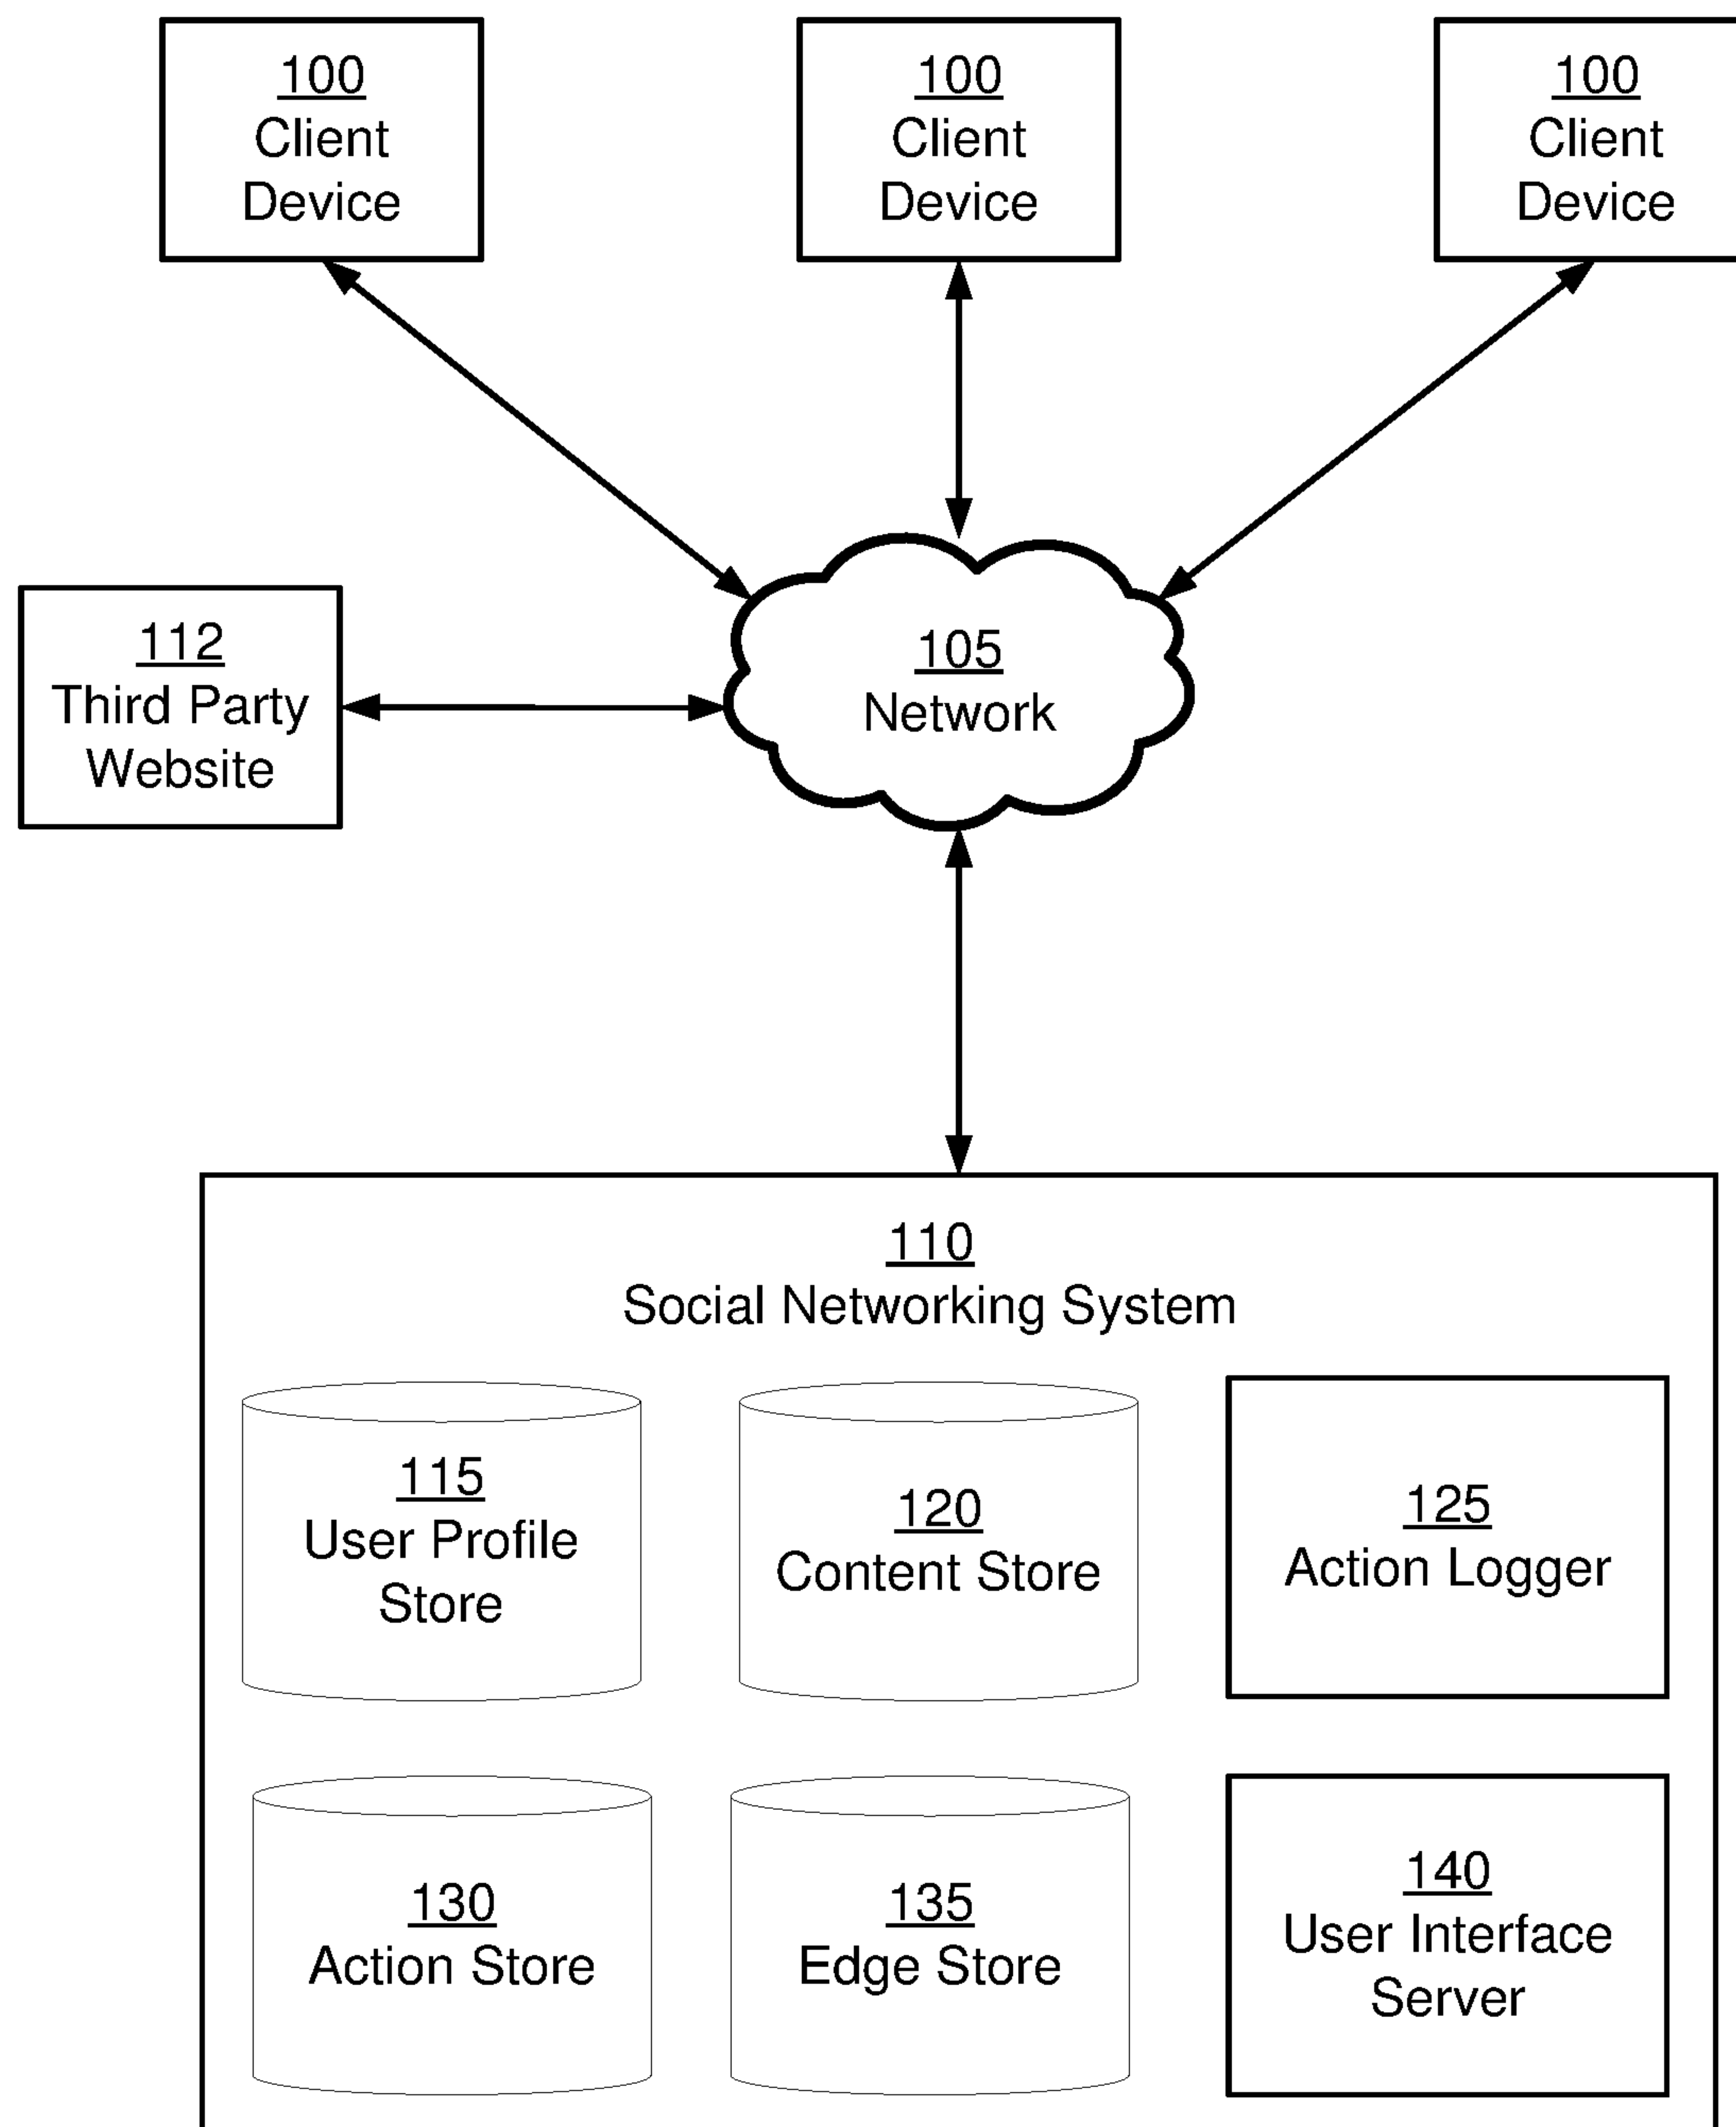 100
Client
Device
100
Client
Device
100
Client
Device
112
Third Party
Website
105
Network
110
Social Networking System
115
User Profile
Store
120
Content Store
125
Action Logger
130
Action Store
135
Edge Store
140
User Interface
Server